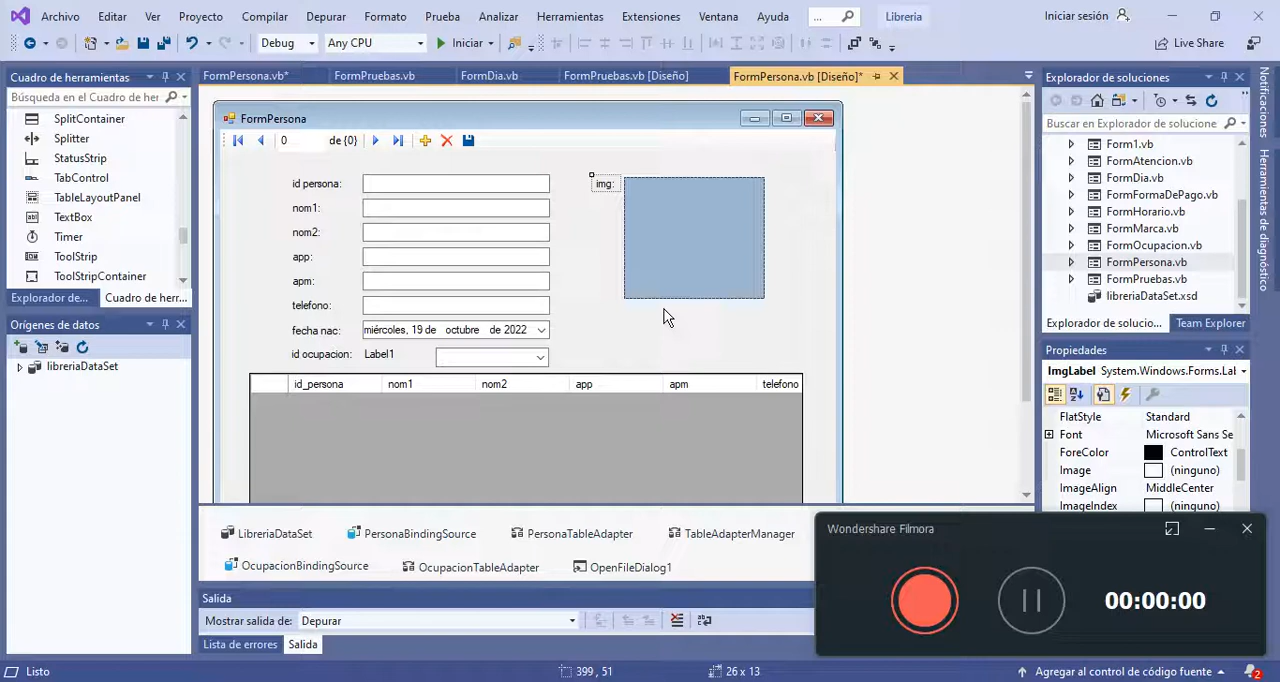 Archivo Editar Ver Proyecto Compilar Depurar Formato Prueba Analizar Herramientas Extensiones Ventana Ayuda ... Libreria Iniciar sesión
Debug Any CPU Iniciar Live Share
Cuadro de herramientas
Búsqueda en el Cuadro de her
SplitContainer
Splitter
StatusStrip
TabControl
TableLayoutPanel
TextBox
Timer
ToolStrip
ToolStripContainer
Explorador de... Cuadro de herr...
Orígenes de datos
libreriaDataSet
FormPersona.vb* FormPruebas.vb FormDia.vb FormPruebas.vb [Diseño] FormPersona.vb [Diseño]*
FormPersona
0 de {0}
id persona:
nom1:
nom2:
app:
apm:
telefono:
fecha nac: miércoles, 19 de octubre de 2022
id ocupacion: Label1
img:
id_persona nom1 nom2 app apm telefono
LibreriaDataSet PersonaBindingSource PersonaTableAdapter TableAdapterManager
OcupacionBindingSource OcupacionTableAdapter OpenFileDialog1
Salida
Mostrar salida de: Depurar
Lista de errores Salida
Explorador de soluciones
Buscar en Explorador de solucione
Form1.vb
FormAtencion.vb
FormDia.vb
FormFormaDePago.vb
FormHorario.vb
FormMarca.vb
FormOcupacion.vb
FormPersona.vb
FormPruebas.vb
libreriaDataSet.xsd
Explorador de solucio... Team Explorer
Propiedades
ImgLabel System.Windows.Forms.Lab
FlatStyle Standard
Font Microsoft Sans Se
ForeColor ControlText
Image (ninguno)
ImageAlign MiddleCenter
ImageIndex (ninguno)
Notificaciones
Herramientas de diagnóstico
Wondershare Filmora
00:00:00
Listo 399 , 51 26 x 13 Agregar al control de código fuente 2